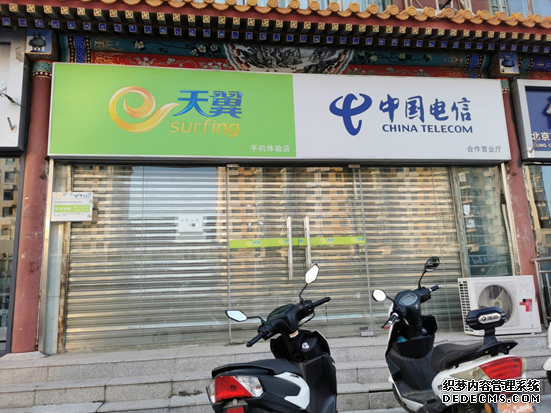 天翼
surfing
手机体验店
中国电信
CHINA TELECOM
合作营业厅
北京
织梦内容管理系统
DEDECMS.COM